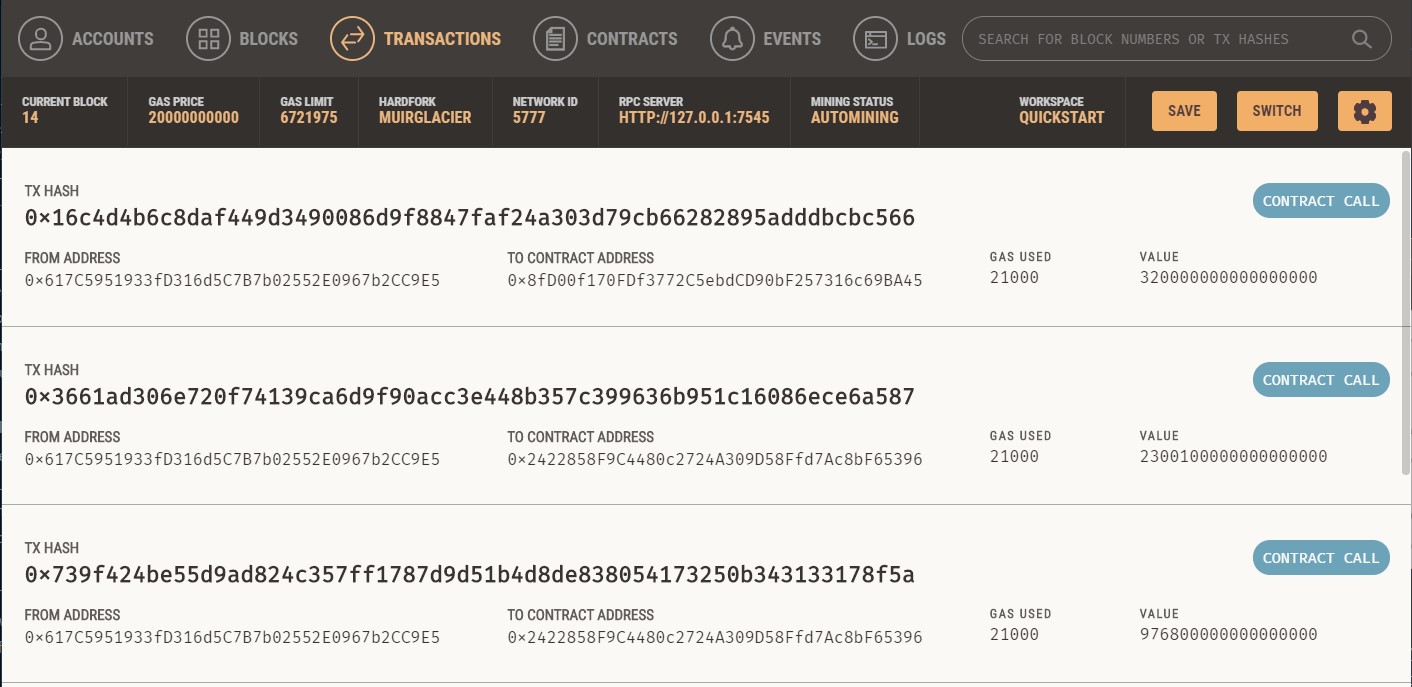 ACCOUNTS BLOCKS TRANSACTIONS CONTRACTS EVENTS LOGS SEARCH FOR BLOCK NUMBERS OR TX HASHES
CURRENT BLOCK GAS PRICE GAS LIMIT HARDFORK NETWORK ID RPC SERVER MINING STATUS WORKSPACE
14 20000000000 6721975 MUIRGLACIER 5777 HTTP://127.0.0.1:7545 AUTOMINING QUICKSTART SAVE SWITCH
TX HASH
0×16c4d4b6c8daf449d3490086d9f8847faf24a303d79cb66282895adddbcbc566 CONTRACT CALL
FROM ADDRESS TO CONTRACT ADDRESS GAS USED VALUE
0×617C5951933fD316d5C7B7b02552E0967b2CC9E5 0×8fD00f170FDf3772C5ebdCD90bF257316c69BA45 21000 320000000000000000
TX HASH
0×3661ad306e720f74139ca6d9f90acc3e448b357c399636b951c16086ece6a587 CONTRACT CALL
FROM ADDRESS TO CONTRACT ADDRESS GAS USED VALUE
0×617C5951933fD316d5C7B7b02552E0967b2CC9E5 0×2422858F9C4480c2724A309D58Ffd7Ac8bF65396 21000 2300100000000000000
TX HASH
0×739f424be55d9ad824c357ff1787d9d51b4d8de838054173250b343133178f5a CONTRACT CALL
FROM ADDRESS TO CONTRACT ADDRESS GAS USED VALUE
0×617C5951933fD316d5C7B7b02552E0967b2CC9E5 0×2422858F9C4480c2724A309D58Ffd7Ac8bF65396 21000 976800000000000000